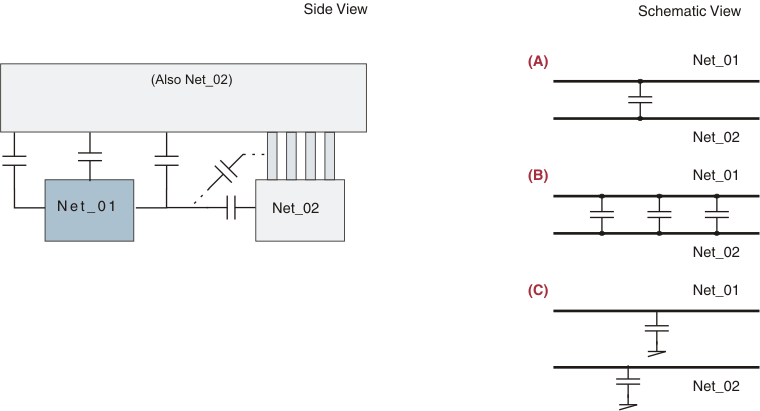 Side View
(Also Net_02)
Net_01
Net_02
Schematic View
(A)
Net_01
Net_02
(B)
Net_01
Net_02
(C)
Net_01
Net_02